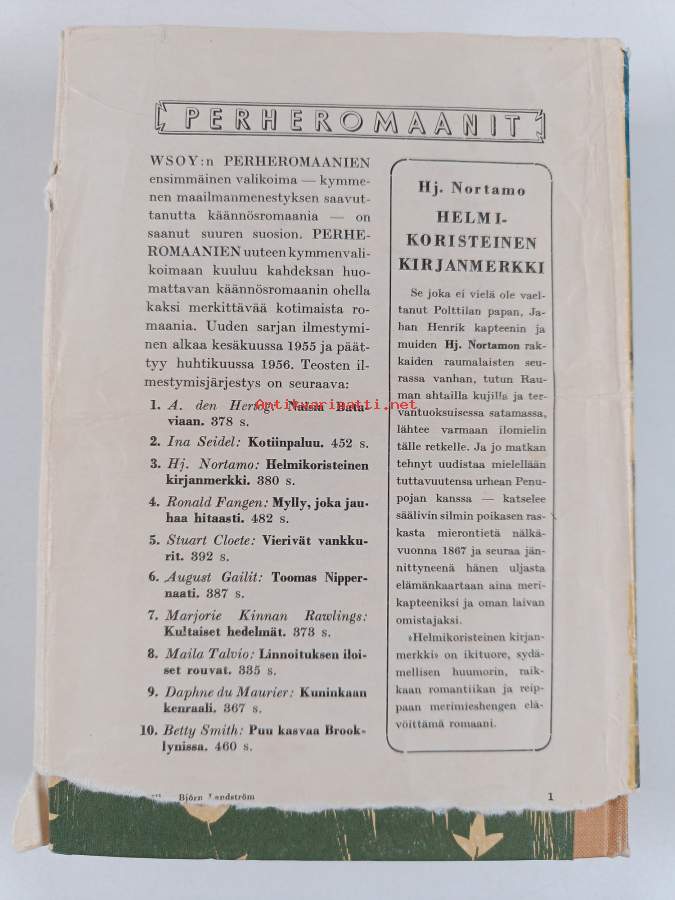 PERHEROMAANIT
WSOY:n PERHEROMAANIEN
ensimmäinen valikoima — kymme-
nen maailmanmenestyksen saavut-
tanutta käännösromaania — on
saanut suuren suosion. PERHE-
ROMAANIEN uuteen kymmenvali-
koimaan kuuluu kahdeksan huo-
mattavan käännösromaanin ohella
kaksi merkittävää kotimaista ro-
maania. Uuden sarjan ilmestymi-
nen alkaa kesäkuussa 1955 ja päät-
tyy huhtikuussa 1956. Teosten il-
mestymisjärjestys on seuraava:
1. A. den Hertog: Naisia Bata-
viaan. 378 s.
2. Ina Seidel: Kotiinpaluu. 452 s.
3. Hj. Nortamo: Helmikoristeinen
kirjanmerkki. 380 s.
4. Ronald Fangen: Mylly, joka jau-
haa hitaasti. 482 s.
5. Stuart Cloete: Vierivät vankku-
rit. 392 s.
6. August Gailit: Toomas Nipper-
naati. 387 s.
7. Marjorie Kinnan Rawlings:
Kultaiset hedelmät. 373 s.
8. Maila Talvio: Linnoituksen iloi-
set rouvat. 335 s.
9. Daphne du Maurier: Kuninkaan
kenraali. 367 s.
10. Betty Smith: Puu kasvaa Brook-
lynissa. 460 s.
Hj. Nortamo
HELMI-
KORISTEINEN
KIRJANMERKKI
Se joka ei vielä ole vael-
tanut Polttilan papan, Ja-
han Henrik kapteenin ja
muiden Hj. Nortamon rak-
kaiden raumalaisten seu-
rassa vanhan, tutun Rau-
man ahtailla kujilla ja ter-
vantuoksuisessa satamassa,
lähtee varmaan ilomielin
tälle retkelle. Ja jo matkan
tehnyt uudistaa mielellään
tuttavuutensa urhean Penu-
pojan kanssa — katselee
säälivin silmin poikasen ras-
kasta mierontietä nälkä-
vuonna 1867 ja seuraa jän-
nittyneenä hänen uljasta
elämänkaartaan aina meri-
kapteeniksi ja oman laivan
omistajaksi.
»Helmikoristeinen kirjan-
merkki» on ikituore, sydä-
mellisen huumorin, raik-
kaan romantiikan ja reip-
paan merimieshengen elä-
vöittämä romaani.
Antikvariaatti.net
Björn Landström
1